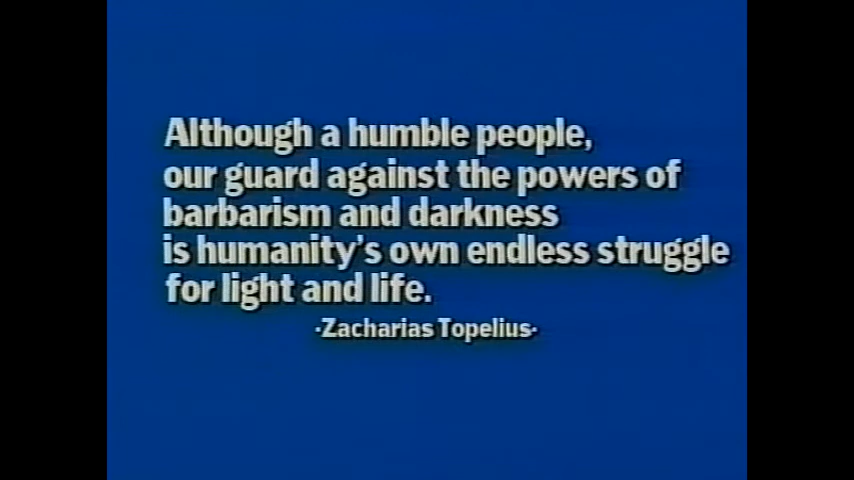 Although a humble people,
our guard against the powers of
barbarism and darkness
is humanity's own endless struggle
for light and life.
-Zacharias Topelius-